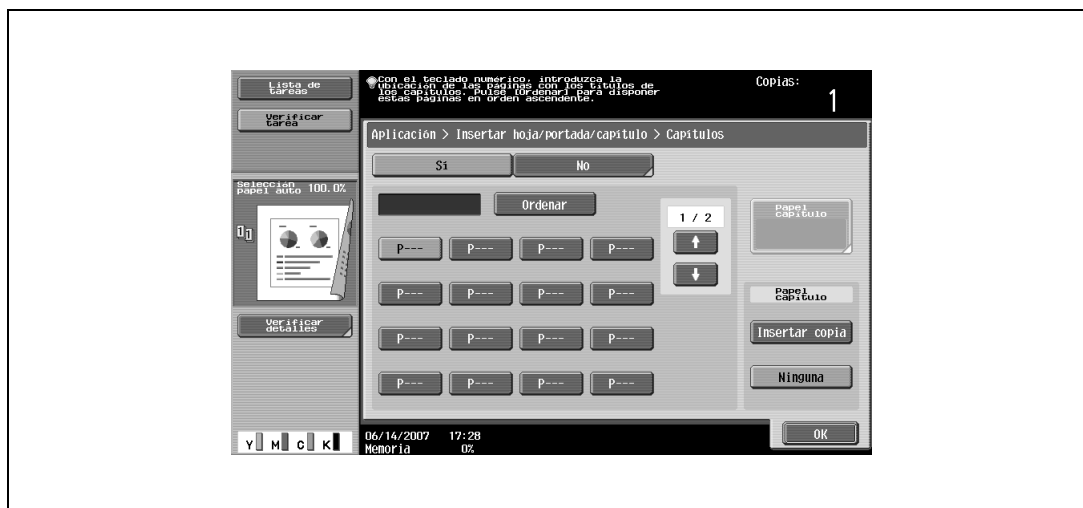 Lista de
tareas
Verificar
tarea
Selección
papel auto 100.0%
Verificar
detalles
Y M C K
Con el teclado numérico, introduzca la
ubicación de las páginas con los títulos de
los capítulos. Pulse [Ordenar] para disponer
estas páginas en orden ascendente.
Copias:
1
Aplicación > Insertar hoja/portada/capítulo > Capítulos
Sí No
Ordenar
1 / 2
P--- P--- P--- P---
P--- P--- P--- P---
P--- P--- P--- P---
P--- P--- P--- P---
Papel
capítulo
Papel
capítulo
Insertar copia
Ninguna
OK
06/14/2007 17:28
Memoria 0%